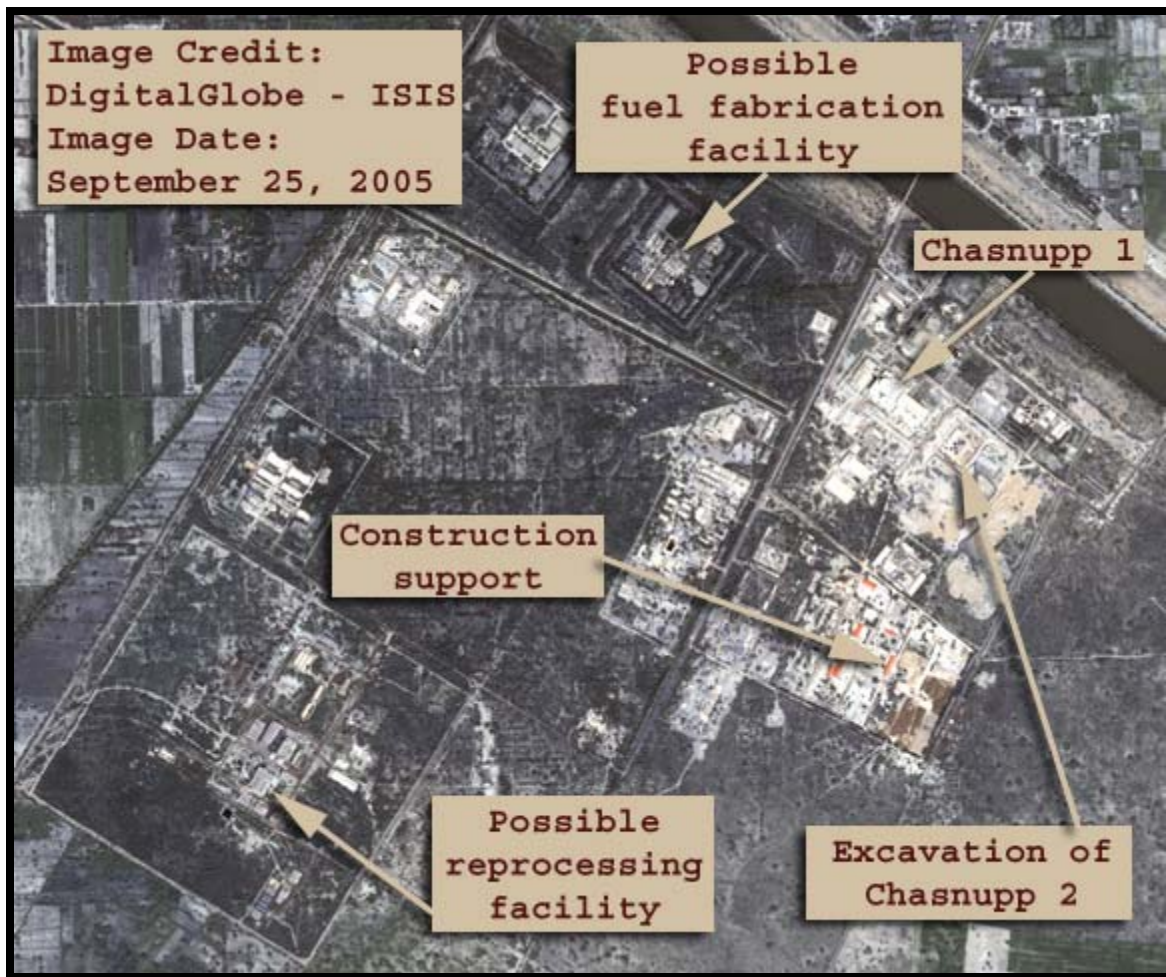 Image Credit:
DigitalGlobe - ISIS
Image Date:
September 25, 2005
Possible
fuel fabrication
facility
Chasnupp 1
Construction
support
Possible
reprocessing
facility
Excavation of
Chasnupp 2